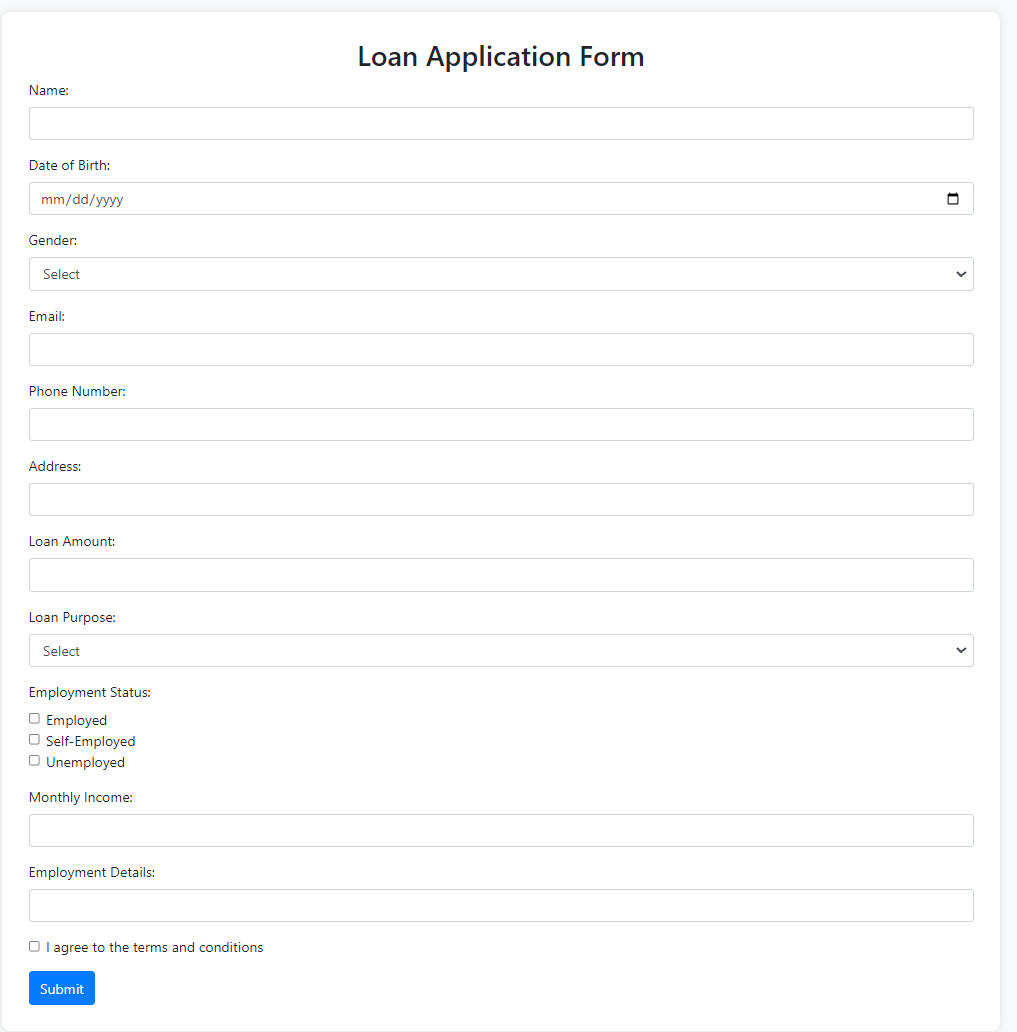 Loan Application Form
Name:
Date of Birth:
mm/dd/yyyy
Gender:
Select
Email:
Phone Number:
Address:
Loan Amount:
Loan Purpose:
Select
Employment Status:
Employed
Self-Employed
Unemployed
Monthly Income:
Employment Details:
I agree to the terms and conditions
Submit